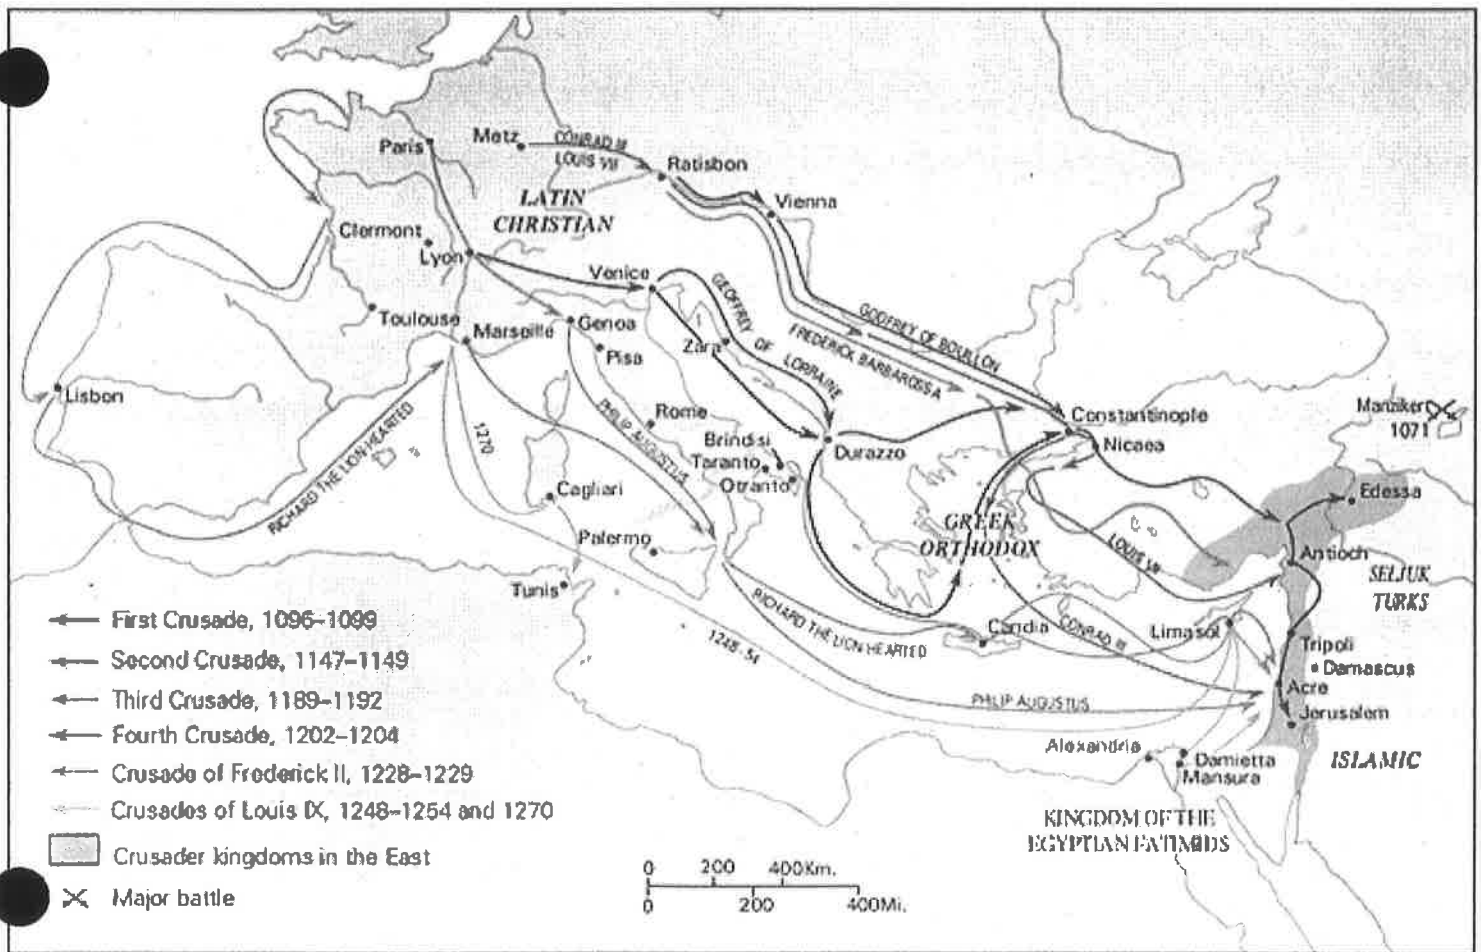 Paris
Metz
CONRAD III
LOUIS VII
Ratisbon
LATIN
CHRISTIAN
Vienna
Clermont
Lyon
Venice
GEOFFREY OF LORRAINE
GODFREY OF BOUILLON
FREDERICK BARBAROSSA
Toulouse
Marseille
Genoa
Pisa
Zara
Lisbon
RICHARD THE LION-HEARTED
1270
PHILIP AUGUSTUS
Rome
Brindisi
Taranto
Otranto
Durazzo
Constantinople
Nicaea
1071
Edessa
Cagliari
Palermo
Tunis
GREEK
ORTHODOX
LOUIS VII
Antioch
SELJUK
TURKS
RICHARD THE LION-HEARTED
Candia
CONRAD III
Limasol
Tripoli
Damascus
Acre
Jerusalem
1248-54
PHILIP AUGUSTUS
Alexandria
Damietta
Mansura
ISLAMIC
KINGDOM OF THE
EGYPTIAN FATIMIDS
First Crusade, 1096–1099
Second Crusade, 1147–1149
Third Crusade, 1189–1192
Fourth Crusade, 1202–1204
Crusade of Frederick II, 1228–1229
Crusades of Louis IX, 1248–1254 and 1270
Crusader kingdoms in the East
Major battle
0 200 400Km.
0 200 400Mi.